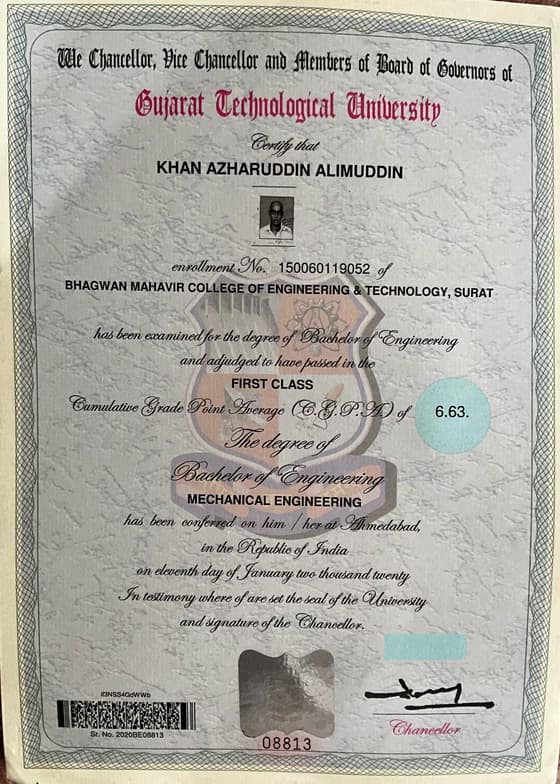 We Chancellor, Vice Chancellor and Members of Board of Governors of
Gujarat Technological University
Certify that
KHAN AZHARUDDIN ALIMUDDIN
enrollment No. 150060119052 of
BHAGWAN MAHAVIR COLLEGE OF ENGINEERING & TECHNOLOGY, SURAT
has been examined for the degree of Bachelor of Engineering
and adjudged to have passed in the
FIRST CLASS
Cumulative Grade Point Average (C.G.P.A.) of 6.63.
The degree of
Bachelor of Engineering
MECHANICAL ENGINEERING
has been conferred on him / her at Ahmedabad,
in the Republic of India
on eleventh day of January two thousand twenty
In testimony where of are set the seal of the University
and signature of the Chancellor.
Sr. No. 2020BE08813
08813
Chancellor